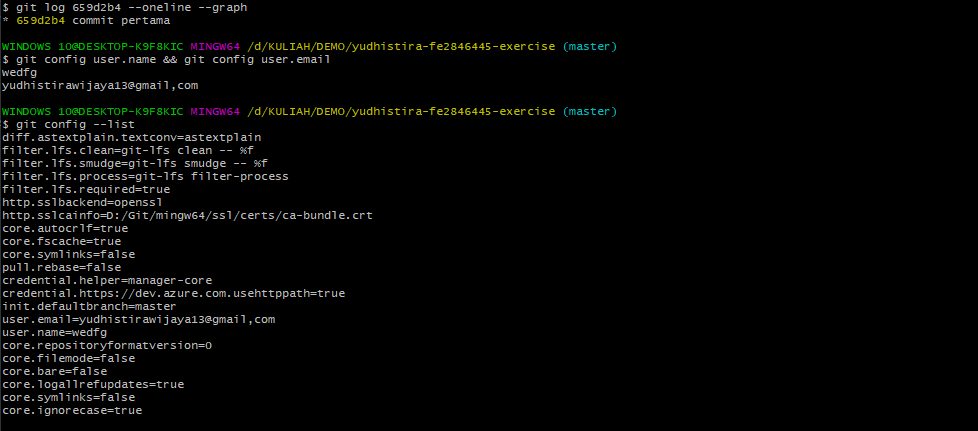 $ git log 659d2b4 --oneline --graph
* 659d2b4 commit pertama
WINDOWS 10@DESKTOP-K9F8KIC MINGW64 /d/KULIAH/DEMO/yudhistira-fe2846445-exercise (master)
$ git config user.name && git config user.email
wedfg
yudhistirawijaya13@gmail,com
WINDOWS 10@DESKTOP-K9F8KIC MINGW64 /d/KULIAH/DEMO/yudhistira-fe2846445-exercise (master)
$ git config --list
diff.astextplain.textconv=astextplain
filter.lfs.clean=git-lfs clean -- %f
filter.lfs.smudge=git-lfs smudge -- %f
filter.lfs.process=git-lfs filter-process
filter.lfs.required=true
http.sslbackend=openssl
http.sslcainfo=D:/Git/mingw64/ssl/certs/ca-bundle.crt
core.autocrlf=true
core.fscache=true
core.symlinks=false
pull.rebase=false
credential.helper=manager-core
credential.https://dev.azure.com.usehttppath=true
init.defaultbranch=master
user.email=yudhistirawijaya13@gmail,com
user.name=wedfg
core.repositoryformatversion=0
core.filemode=false
core.bare=false
core.logallrefupdates=true
core.symlinks=false
core.ignorecase=true